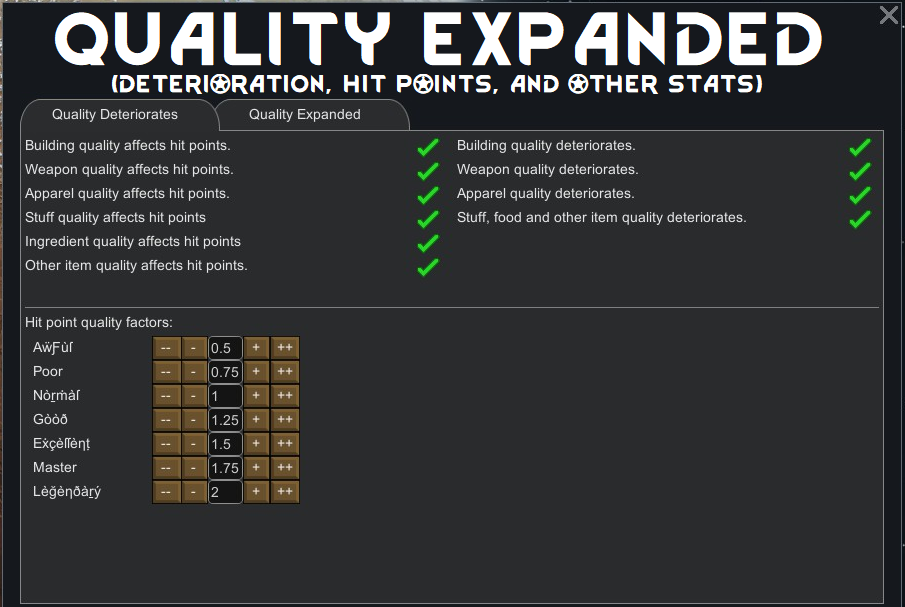 QUALITY EXPANDED
(DETERIORATION, HIT POINTS, AND OTHER STATS)
Quality Deteriorates
Quality Expanded
Building quality affects hit points.
Building quality deteriorates.
Weapon quality affects hit points.
Weapon quality deteriorates.
Apparel quality affects hit points.
Apparel quality deteriorates.
Stuff quality affects hit points
Stuff, food and other item quality deteriorates.
Ingredient quality affects hit points
Other item quality affects hit points.
Hit point quality factors:
AẅƑùſ -- - 0.5 + ++
Poor -- - 0.75 + ++
Nòṟṁàſ -- - 1 + ++
Gòòð -- - 1.25 + ++
Eẋçèſſèƞţ -- - 1.5 + ++
Master -- - 1.75 + ++
Lèğèƞðàṟý -- - 2 + ++